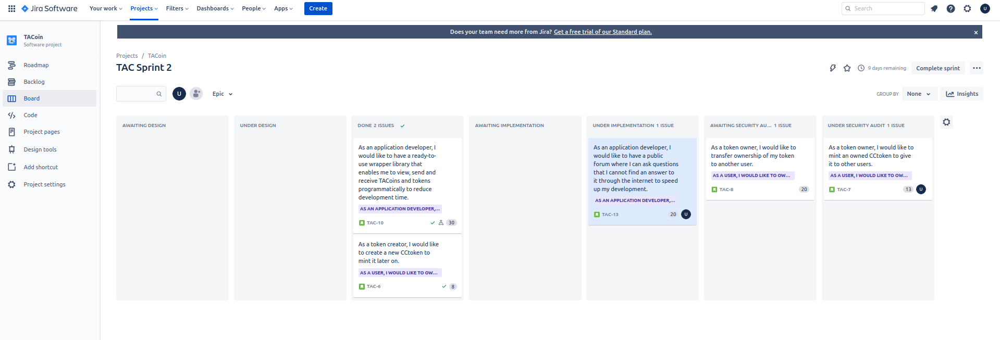 Jira Software Your work Projects Filters Dashboards People Apps Create Search U
TACoin
Software project
Roadmap
Backlog
Board
Code
Project pages
Design tools
Add shortcut
Project settings
Does your team need more from Jira? Get a free trial of our Standard plan. ×
Projects / TACoin
TAC Sprint 2
9 days remaining Complete sprint •••
U Epic
GROUP BY None Insights
AWAITING DESIGN
UNDER DESIGN
DONE 2 ISSUES
As an application developer, I
would like to have a ready-to-
use wrapper library that
enables me to view, send and
receive TACoins and tokens
programmatically to reduce
development time.
AS AN APPLICATION DEVELOPER,...
TAC-10 30
As a token creator, I would like
to create a new CCtoken to
mint it later on.
AS A USER, I WOULD LIKE TO OW...
TAC-6 8
AWAITING IMPLEMENTATION
UNDER IMPLEMENTATION 1 ISSUE
As an application developer, I
would like to have a public
forum where I can ask questions
that I cannot find an answer to
it through the internet to speed
up my development.
AS AN APPLICATION DEVELOPER,...
TAC-13 20 U
AWAITING SECURITY AU... 1 ISSUE
As a token owner, I would like to
transfer ownership of my token
to another user.
AS A USER, I WOULD LIKE TO OW...
TAC-8 20
UNDER SECURITY AUDIT 1 ISSUE
As a token owner, I would like to
mint an owned CCtoken to give
it to other users.
AS A USER, I WOULD LIKE TO OW...
TAC-7 13 U